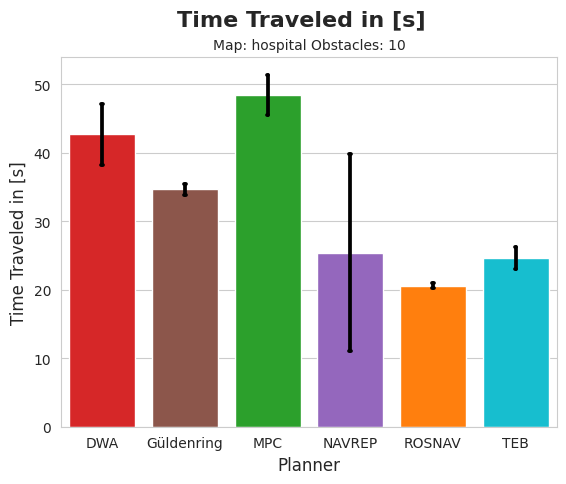 Time Traveled in [s]
Map: hospital Obstacles: 10
Time Traveled in [s]
50
40
30
20
10
0
DWA Güldenring MPC NAVREP ROSNAV TEB
Planner